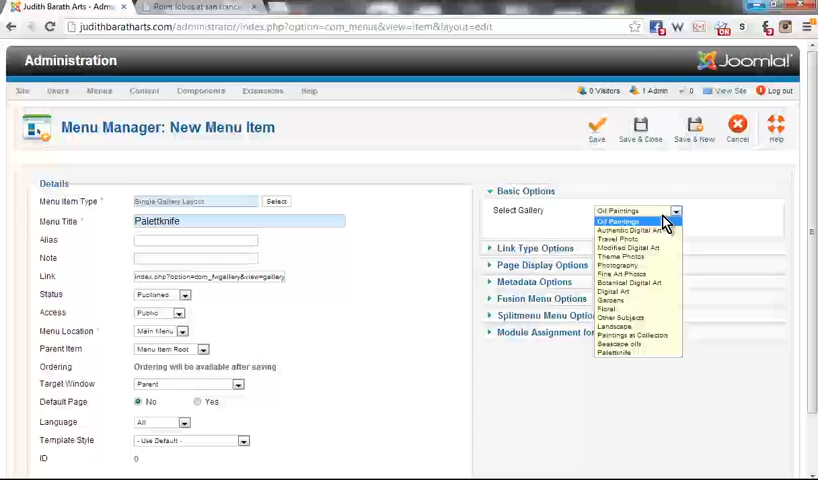 Judith Barath Arts - Admi
Point lobos at san franc
judithbaratharts.com/administrator/index.php?option=com_menus&view=item&layout=edit
Administration
Joomla!
Site Users Menus Content Components Extensions Help
0 Visitors 1 Admin 0 View Site Log out
Menu Manager: New Menu Item
Save Save & Close Save & New Cancel Help
Details
Menu Item Type * Single Gallery Layout Select
Menu Title * Palettknife
Alias
Note
Link index.php?option=com_fwgallery&view=gallery
Status Published
Access Public
Menu Location * Main Menu
Parent Item Menu Item Root
Ordering Ordering will be available after saving
Target Window Parent
Default Page No Yes
Language All
Template Style - Use Default -
ID 0
Basic Options
Select Gallery Oil Paintings
Oil Paintings
Authentic Digital Art
Travel Photo
Modified Digital Art
Theme Photos
Photography
Fine Art Photos
Botanical Digital Art
Digital Art
Gardens
Floral
Other Subjects
Landscape
Paintings at Collectors
Seascape oils
Palettknife
Link Type Options
Page Display Options
Metadata Options
Fusion Menu Options
Splitmenu Menu Optio
Module Assignment for